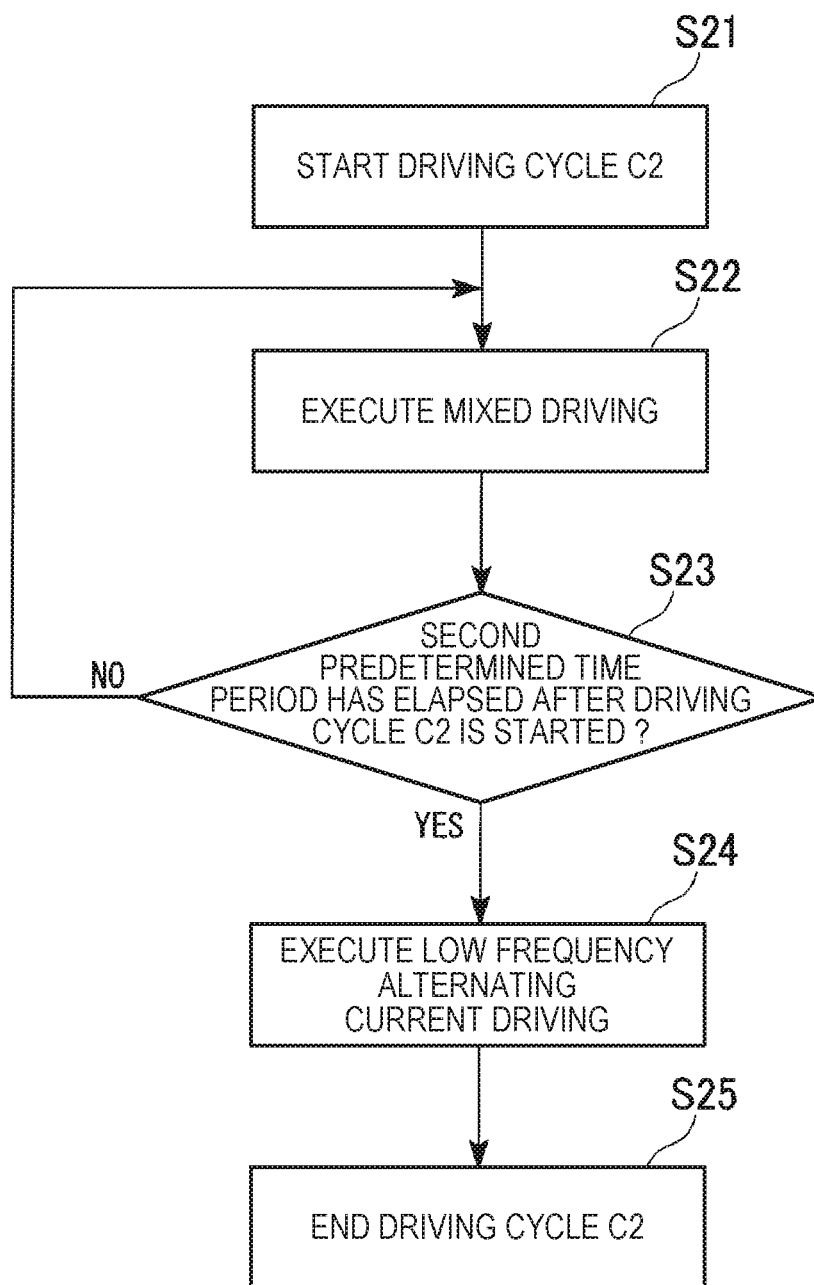 S21
START DRIVING CYCLE C2
S22
EXECUTE MIXED DRIVING
S23
SECOND
PREDETERMINED TIME
PERIOD HAS ELAPSED AFTER DRIVING
CYCLE C2 IS STARTED ?
NO
YES
S24
EXECUTE LOW FREQUENCY
ALTERNATING
CURRENT DRIVING
S25
END DRIVING CYCLE C2